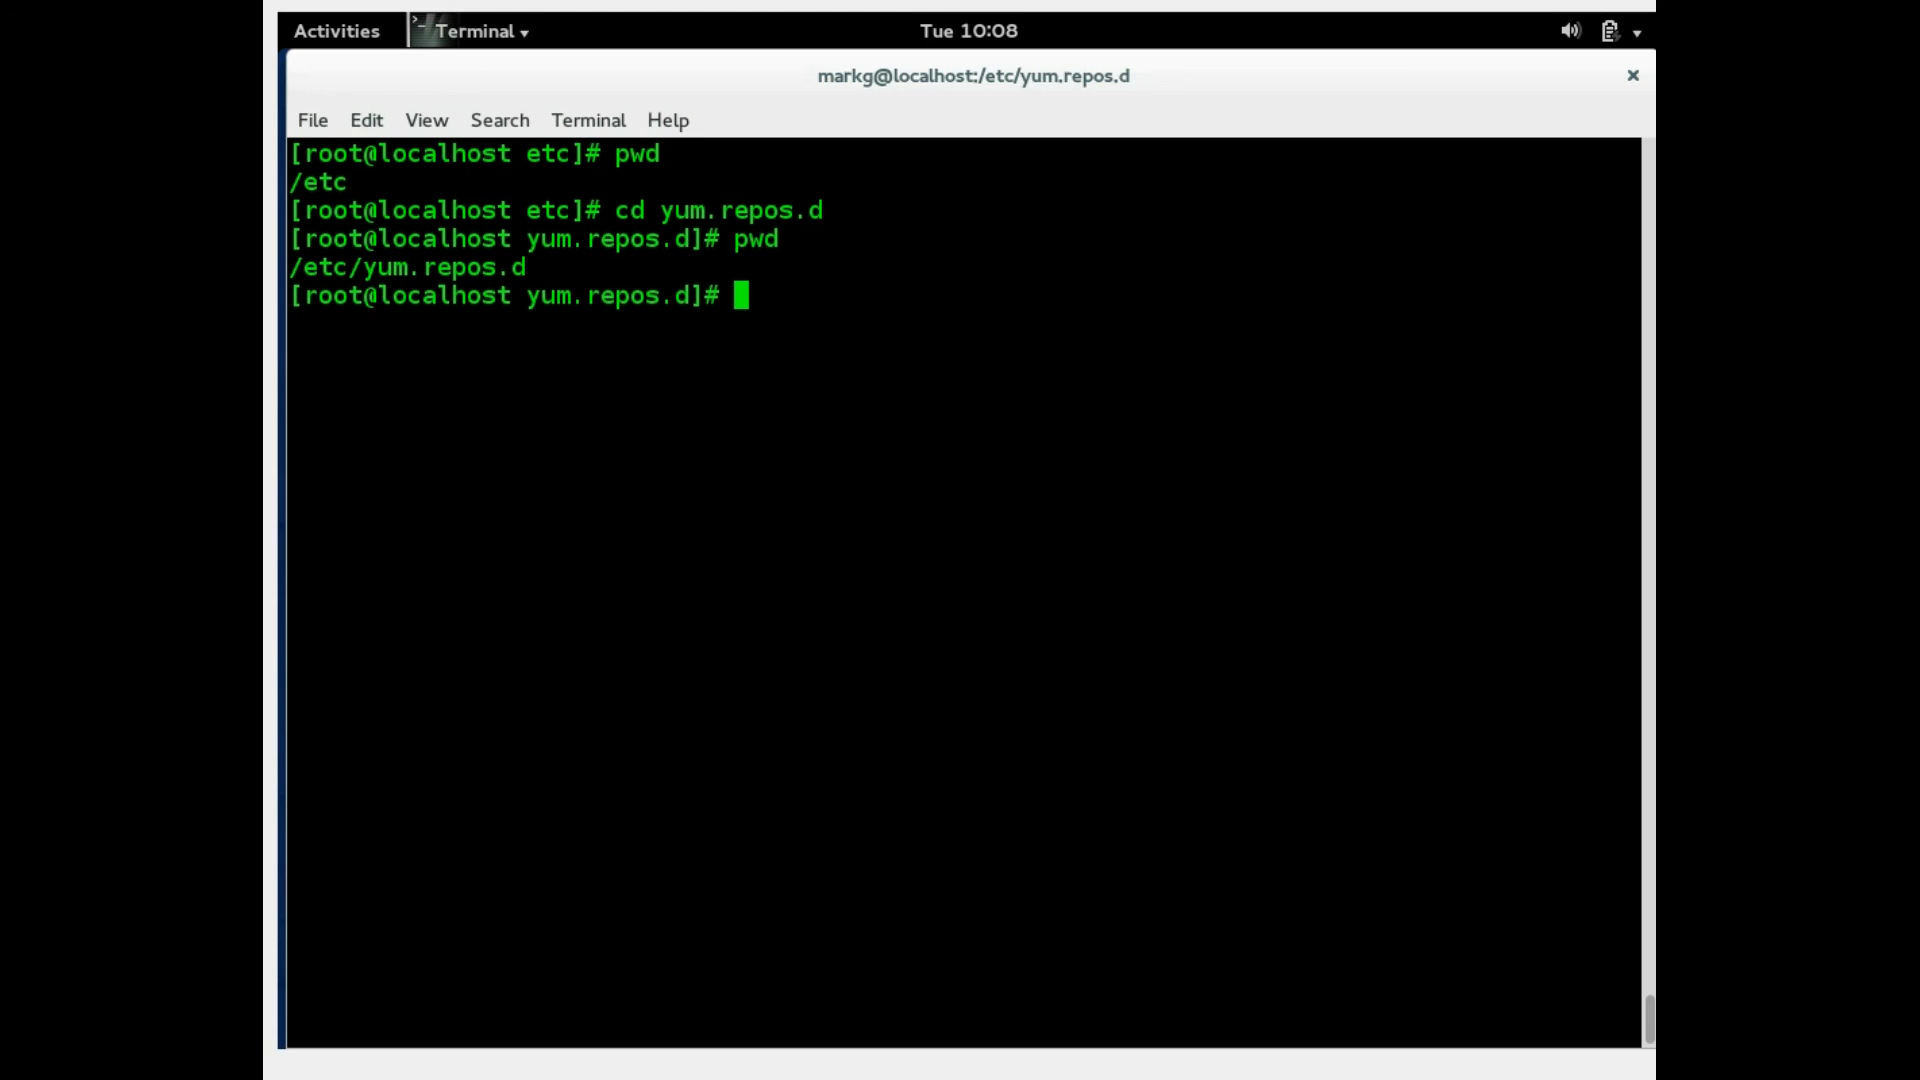 Activities Terminal Tue 10:08
markg@localhost:/etc/yum.repos.d
File Edit View Search Terminal Help
[root@localhost etc]# pwd
/etc
[root@localhost etc]# cd yum.repos.d
[root@localhost yum.repos.d]# pwd
/etc/yum.repos.d
[root@localhost yum.repos.d]#